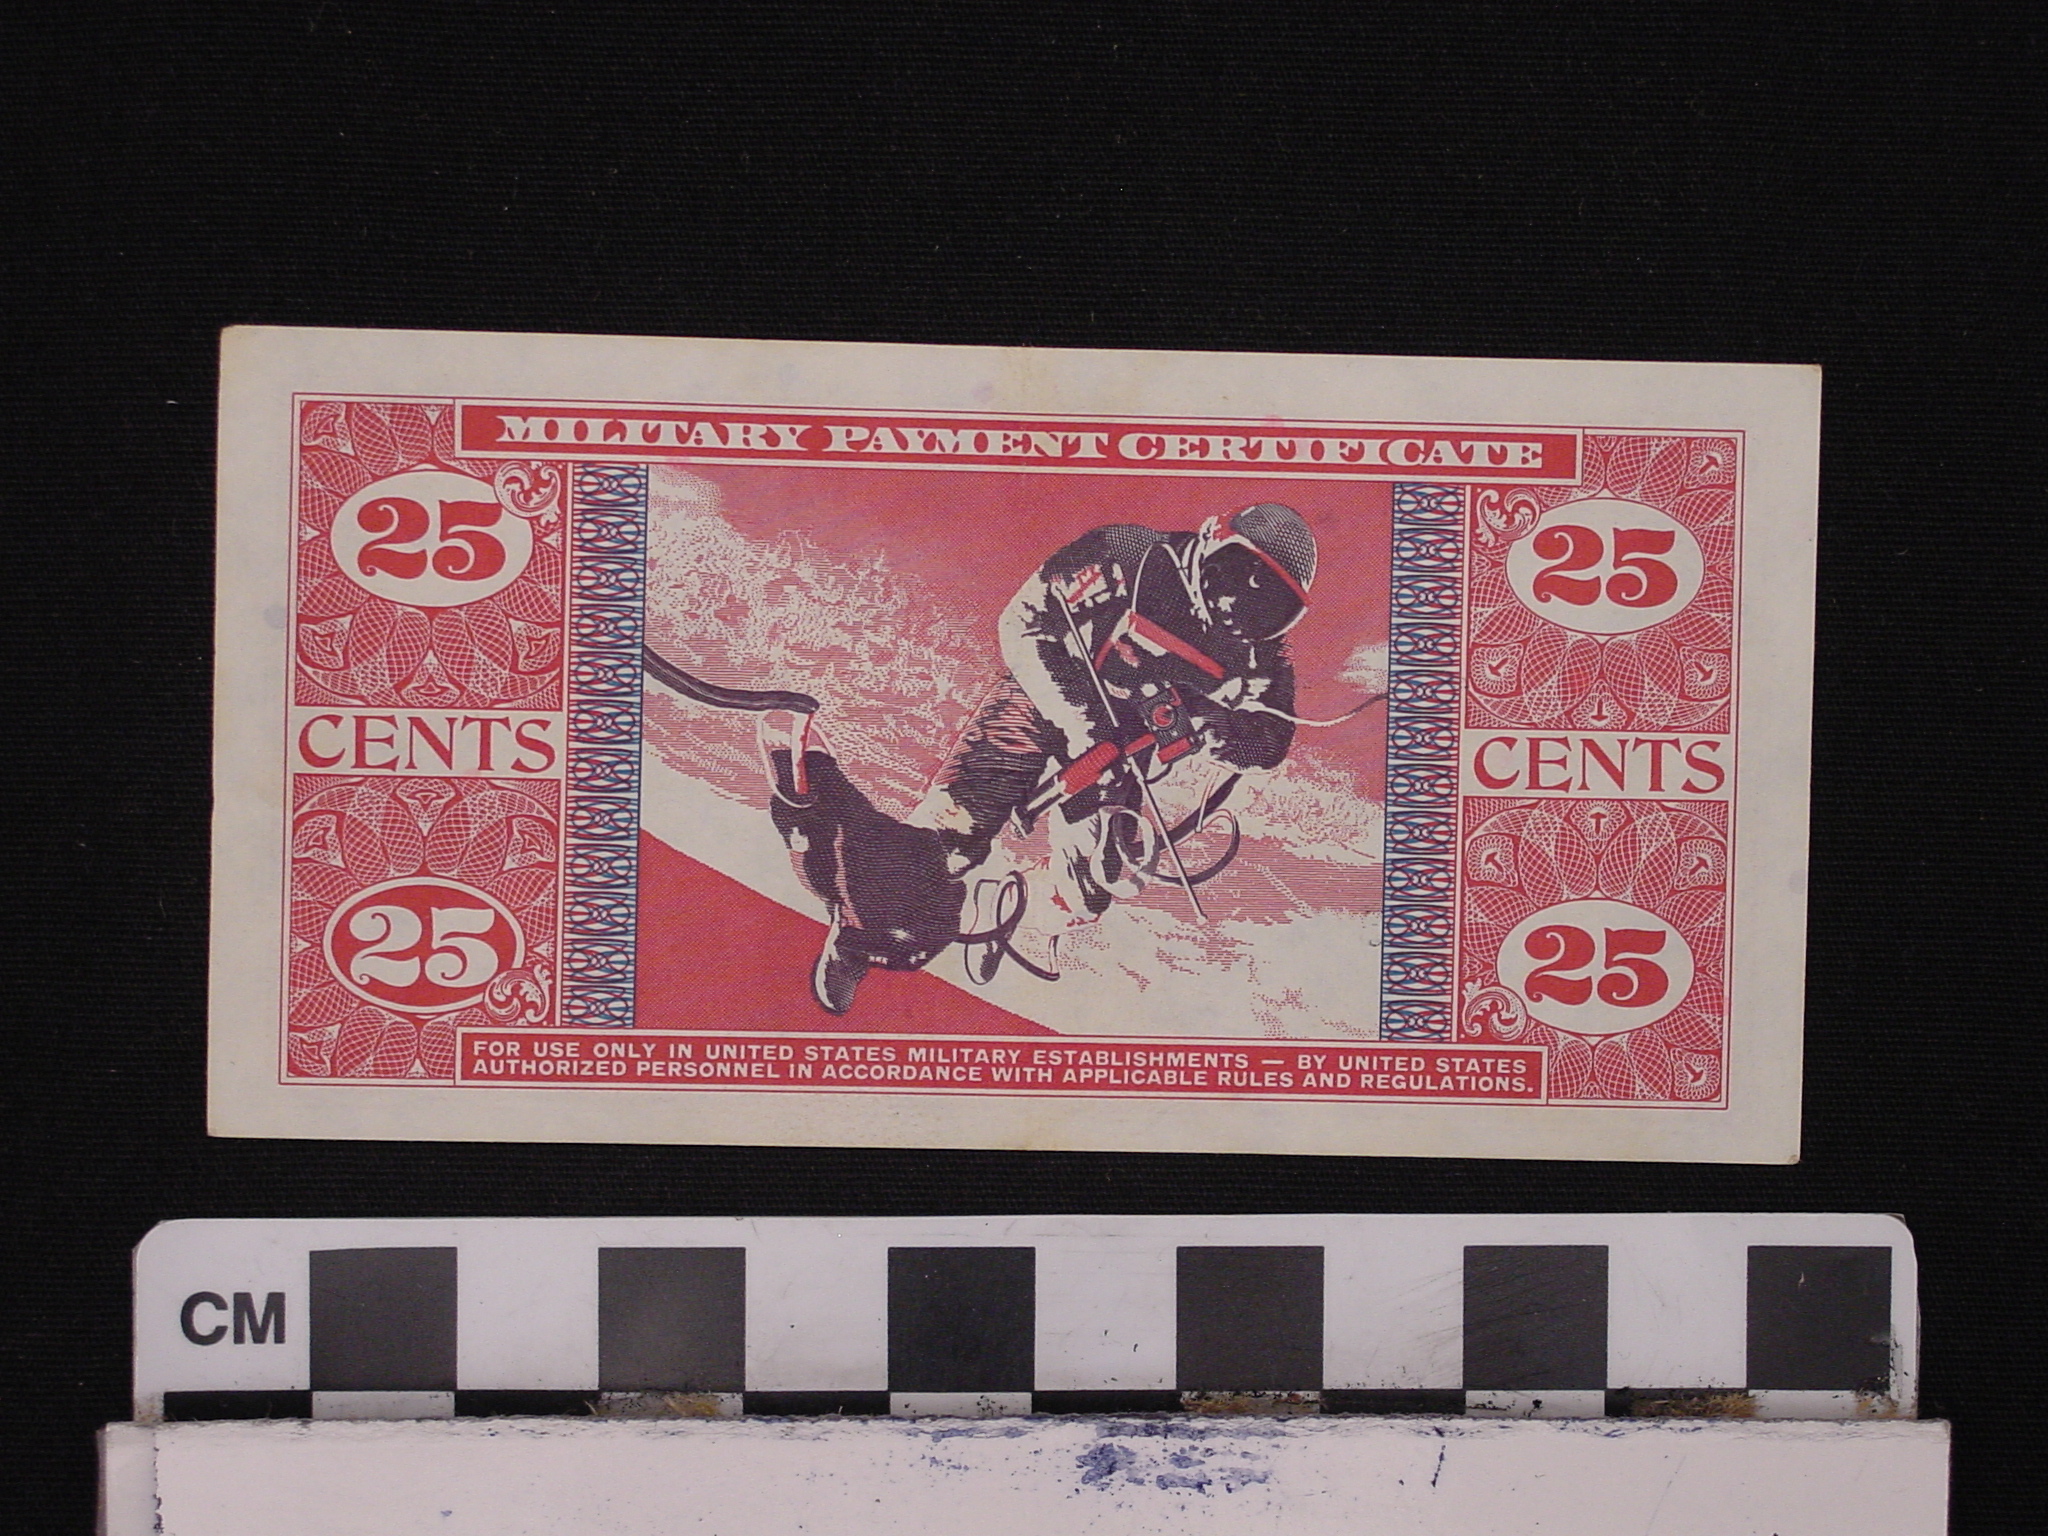 MILITARY PAYMENT CERTIFICATE
25
25
CENTS
CENTS
25
25
FOR USE ONLY IN UNITED STATES MILITARY ESTABLISHMENTS — BY UNITED STATES
AUTHORIZED PERSONNEL IN ACCORDANCE WITH APPLICABLE RULES AND REGULATIONS.
CM